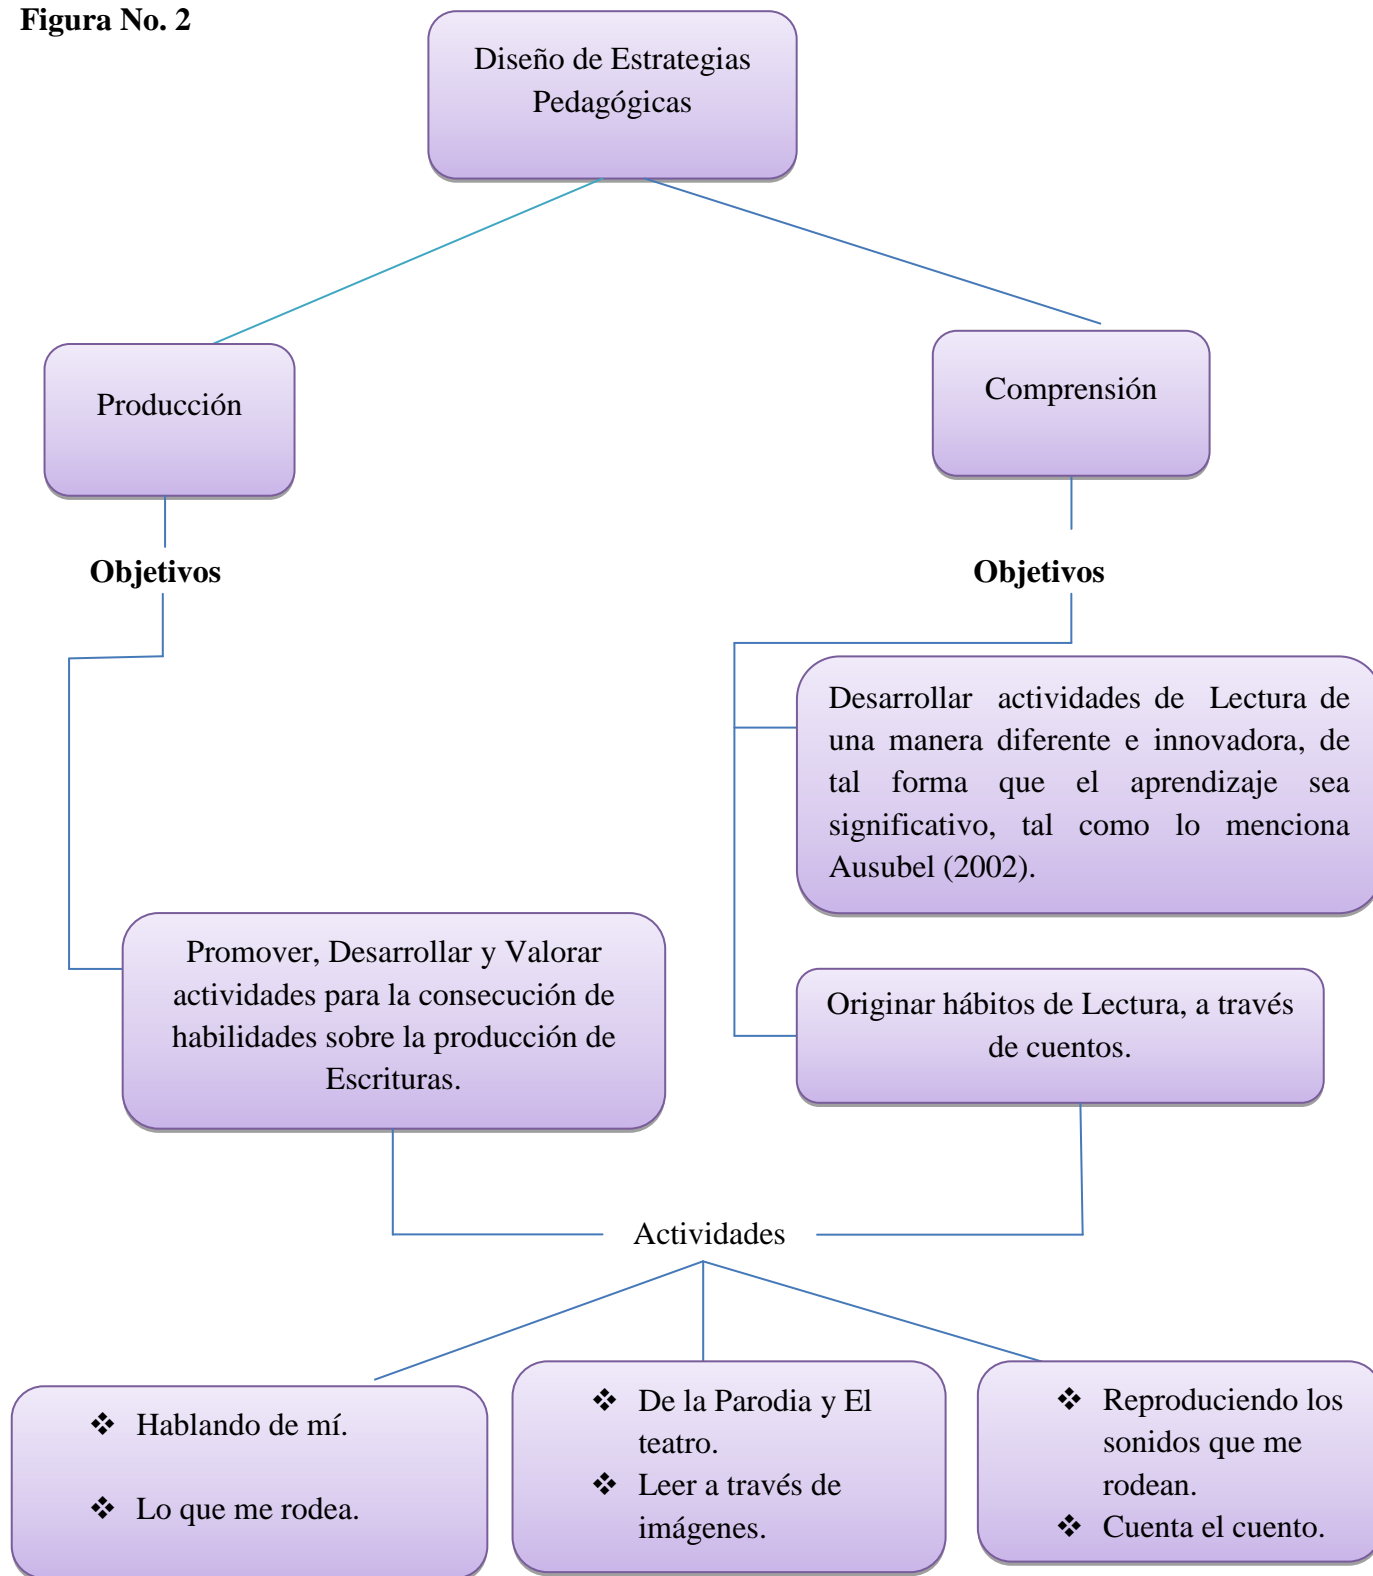 Figura No. 2
Diseño de Estrategias
Pedagógicas
Producción
Comprensión
Objetivos
Objetivos
Desarrollar actividades de Lectura de
una manera diferente e innovadora, de
tal forma que el aprendizaje sea
significativo, tal como lo menciona
Ausubel (2002).
Promover, Desarrollar y Valorar
actividades para la consecución de
habilidades sobre la producción de
Escrituras.
Originar hábitos de Lectura, a través
de cuentos.
Actividades
❖ Hablando de mí.
❖ Lo que me rodea.
❖ De la Parodia y El
teatro.
❖ Leer a través de
imágenes.
❖ Reproduciendo los
sonidos que me
rodean.
❖ Cuenta el cuento.